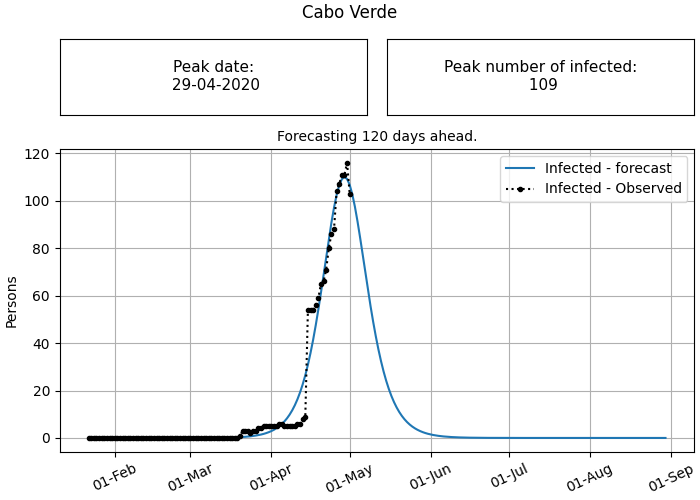 Cabo Verde
Peak date:
29-04-2020
Peak number of infected:
109
Forecasting 120 days ahead.
Infected - forecast
Infected - Observed
Persons
120
100
80
60
40
20
0
01-Feb
01-Mar
01-Apr
01-May
01-Jun
01-Jul
01-Aug
01-Sep